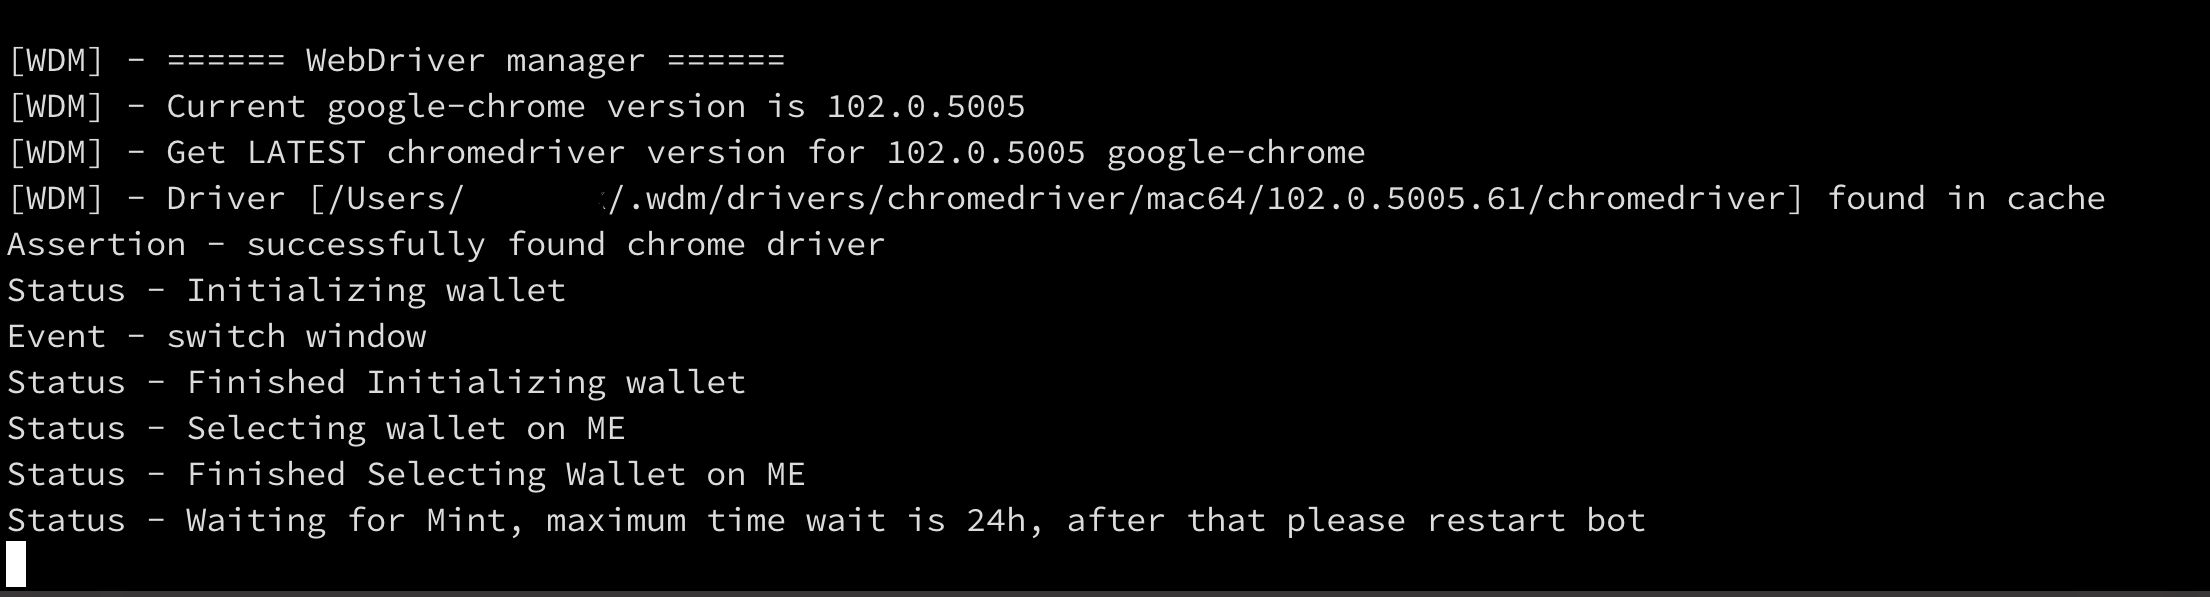 [WDM] - ====== WebDriver manager ======
[WDM] - Current google-chrome version is 102.0.5005
[WDM] - Get LATEST chromedriver version for 102.0.5005 google-chrome
[WDM] - Driver [/Users/ /.wdm/drivers/chromedriver/mac64/102.0.5005.61/chromedriver] found in cache
Assertion - successfully found chrome driver
Status - Initializing wallet
Event - switch window
Status - Finished Initializing wallet
Status - Selecting wallet on ME
Status - Finished Selecting Wallet on ME
Status - Waiting for Mint, maximum time wait is 24h, after that please restart bot